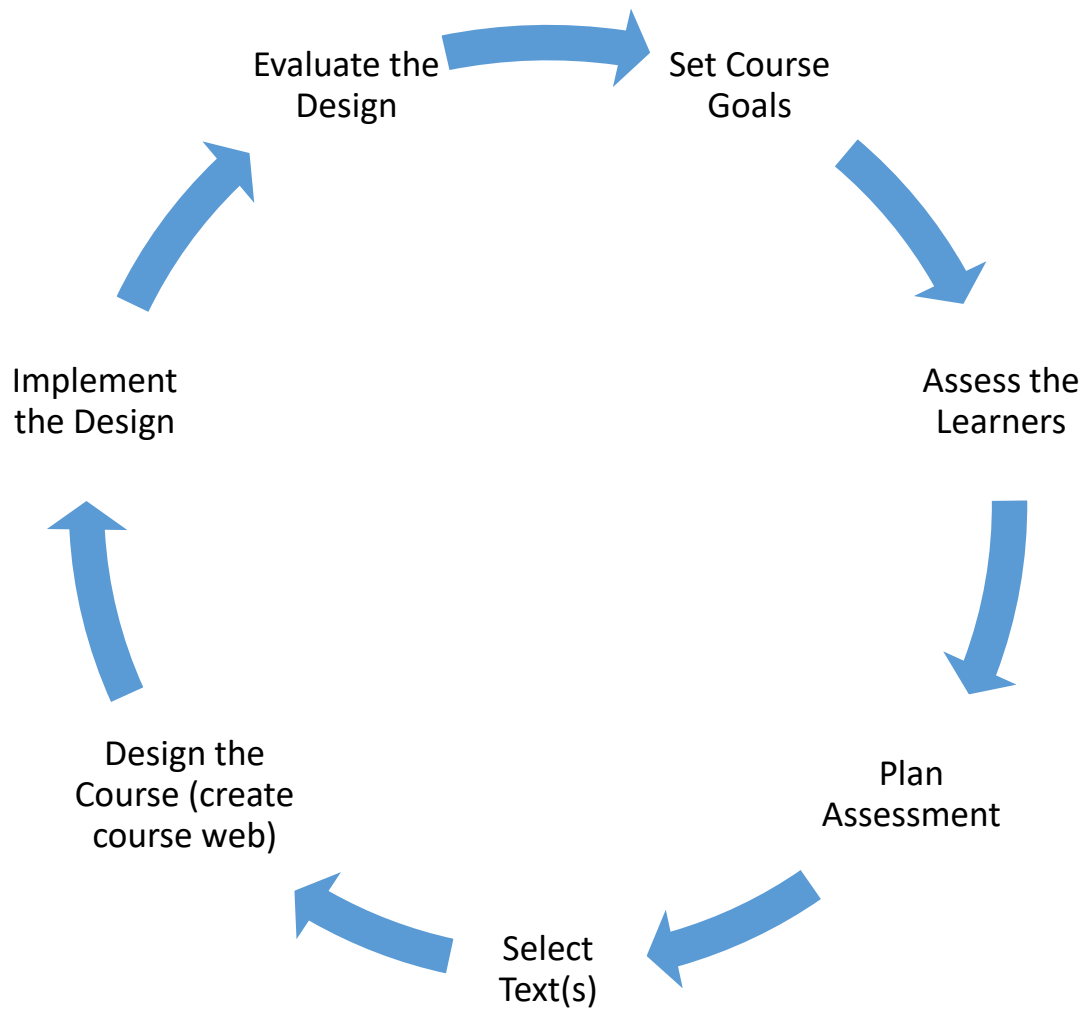 Evaluate the
Design
Set Course
Goals
Assess the
Learners
Plan
Assessment
Select
Text(s)
Design the
Course (create
course web)
Implement
the Design